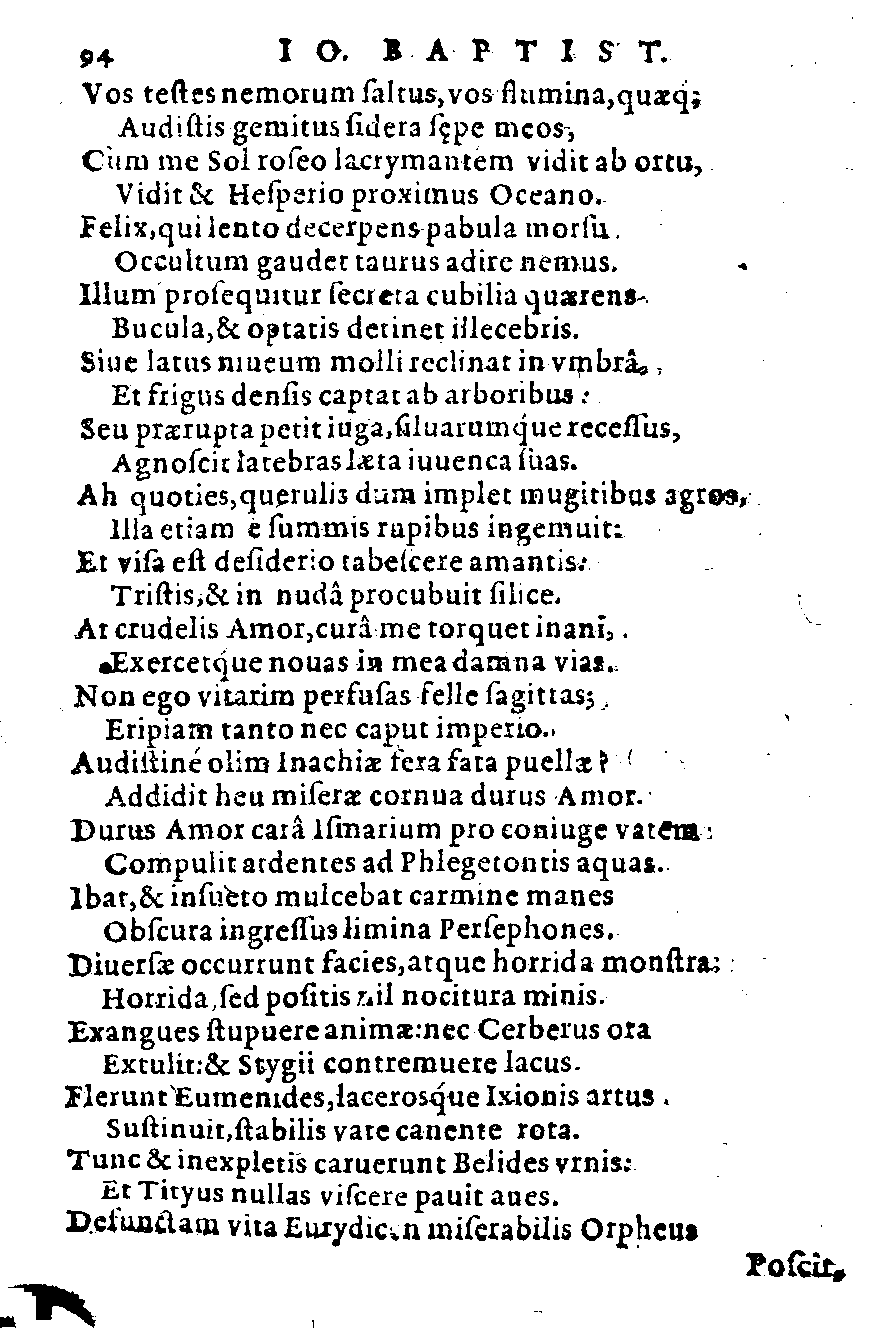 94 IO. BAPTIST.
Vos teſtes nemorum ſaltus, vos flumina, quæq́;
Audiſtis gemitus ſidera ſępe meos,
Cùm me Sol roſeo lacrymantem vidit ab ortu,
Vidit & Heſperio proximus Oceano.
Felix, qui lento decerpens pabula morſu.
Occultum gaudet taurus adire nemus.
Illum proſequitur ſecreta cubilia quærens
Bucula, & optatis detinet illecebris.
Siue latus niueum molli reclinat in vmbrâ,
Et frigus denſis captat ab arboribus:
Seu prærupta petit iuga, ſiluarumq́ue receſſus,
Agnoſcit latebras læta iuuenca ſuas.
Ah quoties, querulis dum implet mugitibus agros,
Illa etiam è ſummis rupibus ingemuit:
Et viſa eſt deſiderio tabeſcere amantis:
Triſtis, & in nudâ procubuit ſilice.
At crudelis Amor, curâ me torquet inani,
Exercetq́ue nouas in mea damna vias.
Non ego vitarim perfuſas felle ſagittas;
Eripiam tanto nec caput imperio.
Audiſtiné olim Inachiæ fera fata puellæ?
Addidit heu miſeræ cornua durus Amor.
Durus Amor carâ Iſmarium pro coniuge vatem:
Compulit ardentes ad Phlegetontis aquas.
Ibat, & inſueto mulcebat carmine manes
Obſcura ingreſſus limina Perſephones.
Diuerſæ occurrunt facies, atque horrida monſtra;
Horrida, ſed poſitis nil nocitura minis.
Exangues ſtupuere animæ: nec Cerberus ora
Extulit: & Stygii contremuere lacus.
Flerunt Eumenides, laceroſq́ue Ixionis artus.
Suſtinuit, ſtabilis vate canente rota.
Tunc & inexpletis caruerunt Belides vrnis:
Et Tityus nullas viſcere pauit aues.
Defunctam vita Eurydicen miſerabilis Orpheus
Poſcit,